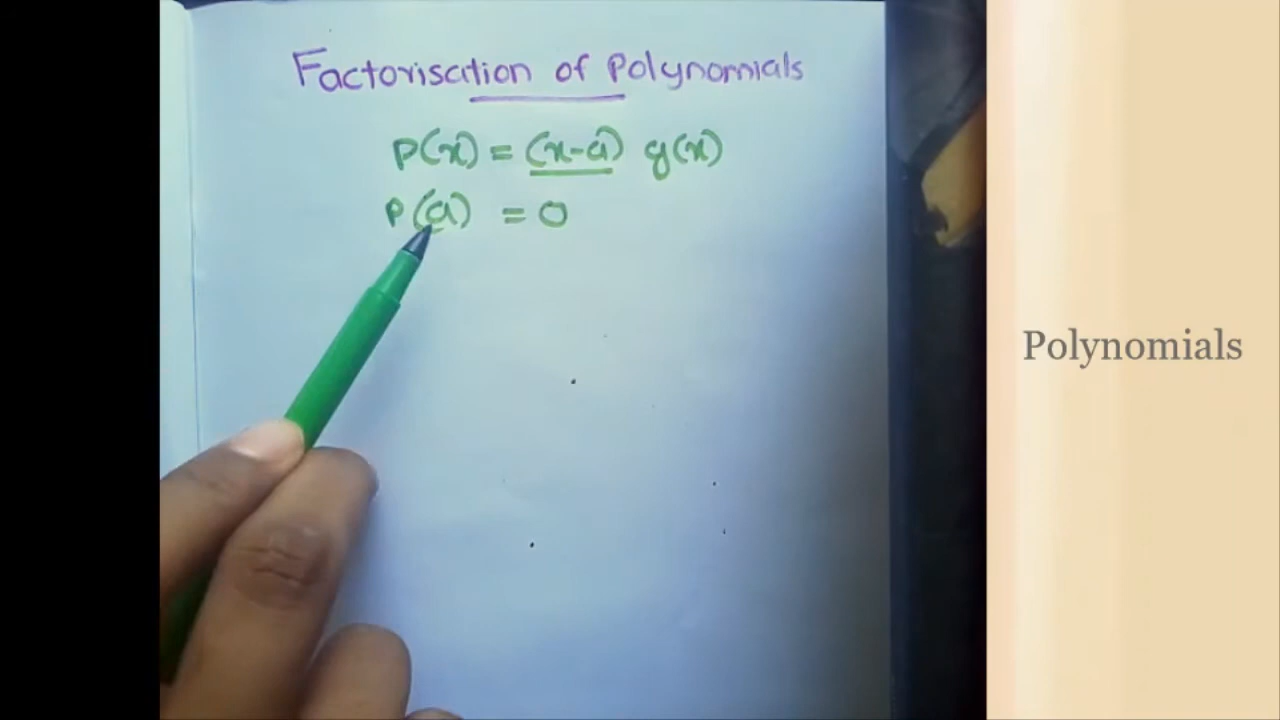 Factorisation of Polynomials
p(x) = (x-a) g(x)
p(a) = 0
Polynomials